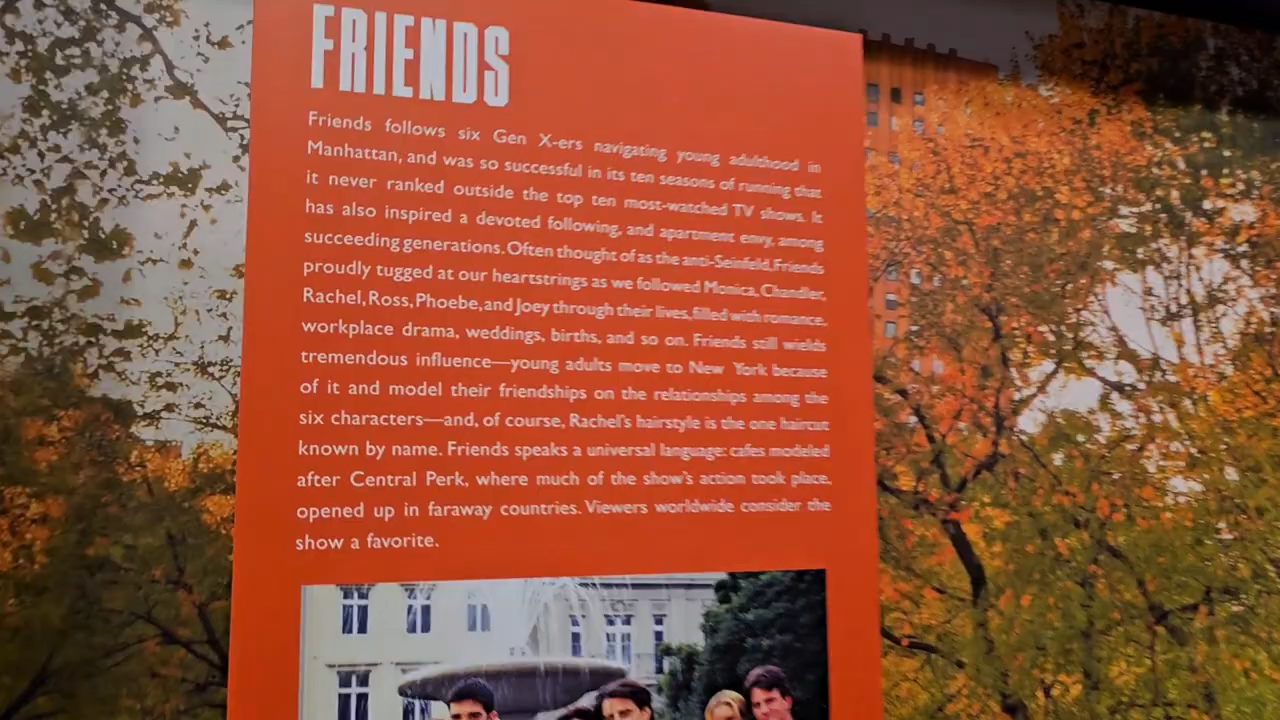 FRIENDS
Friends follows six Gen X-ers navigating young adulthood in
Manhattan, and was so successful in its ten seasons of running that
it never ranked outside the top ten most-watched TV shows. It
has also inspired a devoted following, and apartment envy, among
succeeding generations. Often thought of as the anti-Seinfeld, Friends
proudly tugged at our heartstrings as we followed Monica, Chandler,
Rachel, Ross, Phoebe, and Joey through their lives, filled with romance,
workplace drama, weddings, births, and so on. Friends still wields
tremendous influence—young adults move to New York because
of it and model their friendships on the relationships among the
six characters—and, of course, Rachel's hairstyle is the one haircut
known by name. Friends speaks a universal language: cafes modeled
after Central Perk, where much of the show's action took place,
opened up in faraway countries. Viewers worldwide consider the
show a favorite.